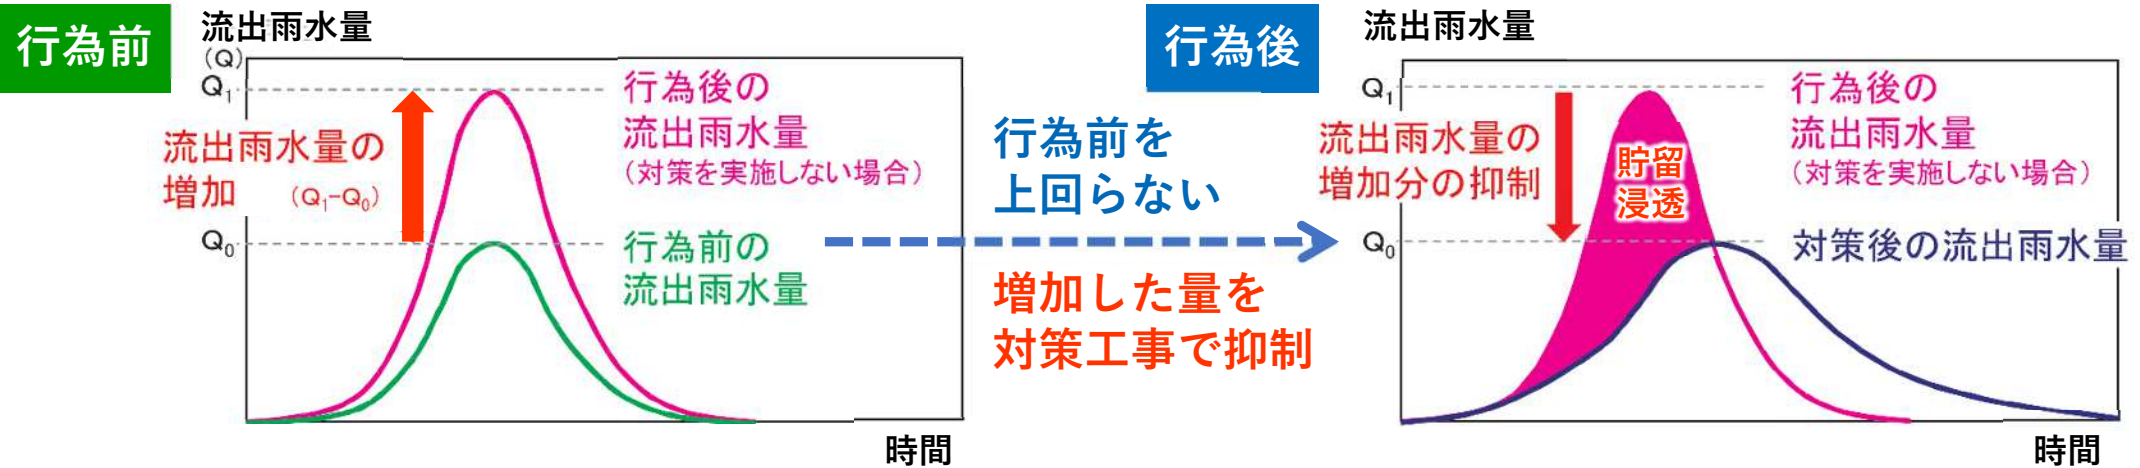 行為前
流出雨水量
(Q)
Q1
行為後の
流出雨水量
(対策を実施しない場合)
流出雨水量の
増加 (Q1-Q0)
Q0
行為前の
流出雨水量
時間
行為前を
上回らない
増加した量を
対策工事で抑制
行為後
流出雨水量
Q1
行為後の
流出雨水量
(対策を実施しない場合)
流出雨水量の
増加分の抑制
貯留
浸透
Q0
対策後の流出雨水量
時間